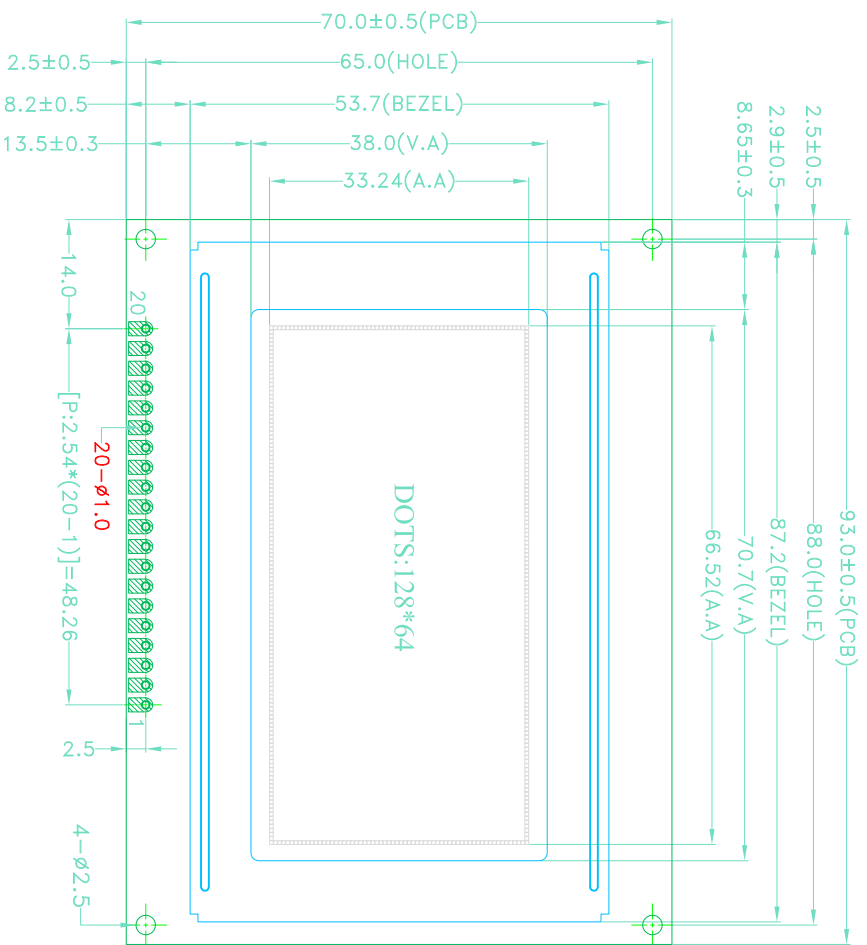 70.0±0.5(PCB)
2.5±0.5
65.0(HOLE)
8.2±0.5
53.7(BEZEL)
13.5±0.3
38.0(V.A)
33.24(A.A)
8.65±0.3
2.9±0.5
2.5±0.5
14.0
20
[P:2.54*(20-1)]=48.26
20-ø1.0
DOTS:128*64
66.52(A.A)
70.7(V.A)
87.2(BEZEL)
88.0(HOLE)
93.0±0.5(PCB)
1
2.5
4-ø2.5